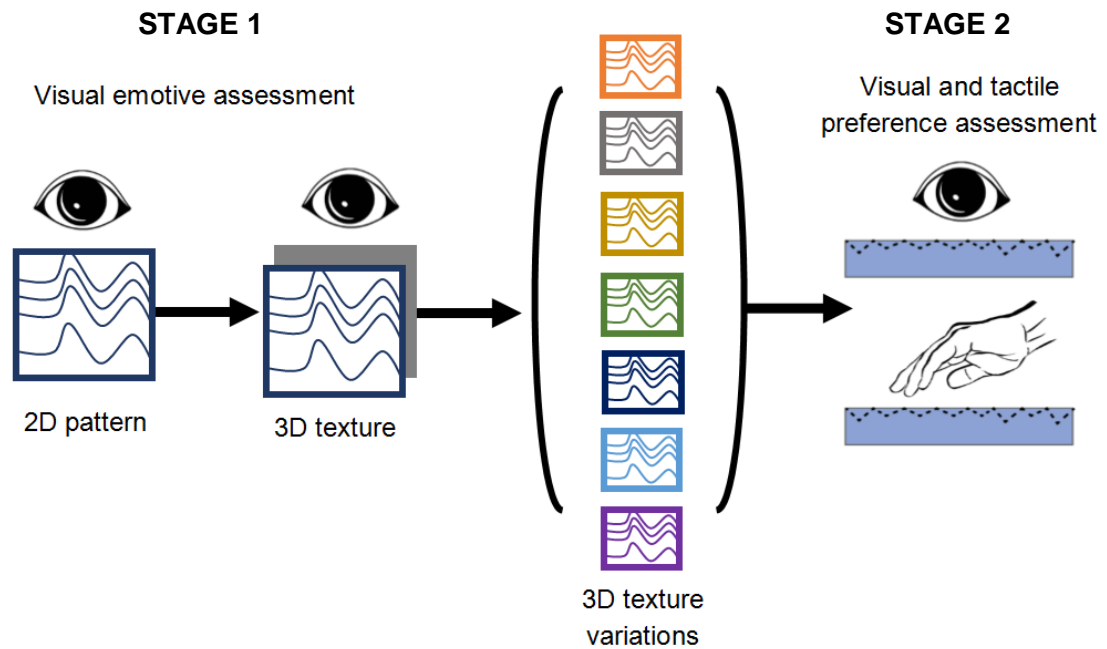 STAGE 1
Visual emotive assessment
2D pattern
3D texture
3D texture
variations
STAGE 2
Visual and tactile
preference assessment